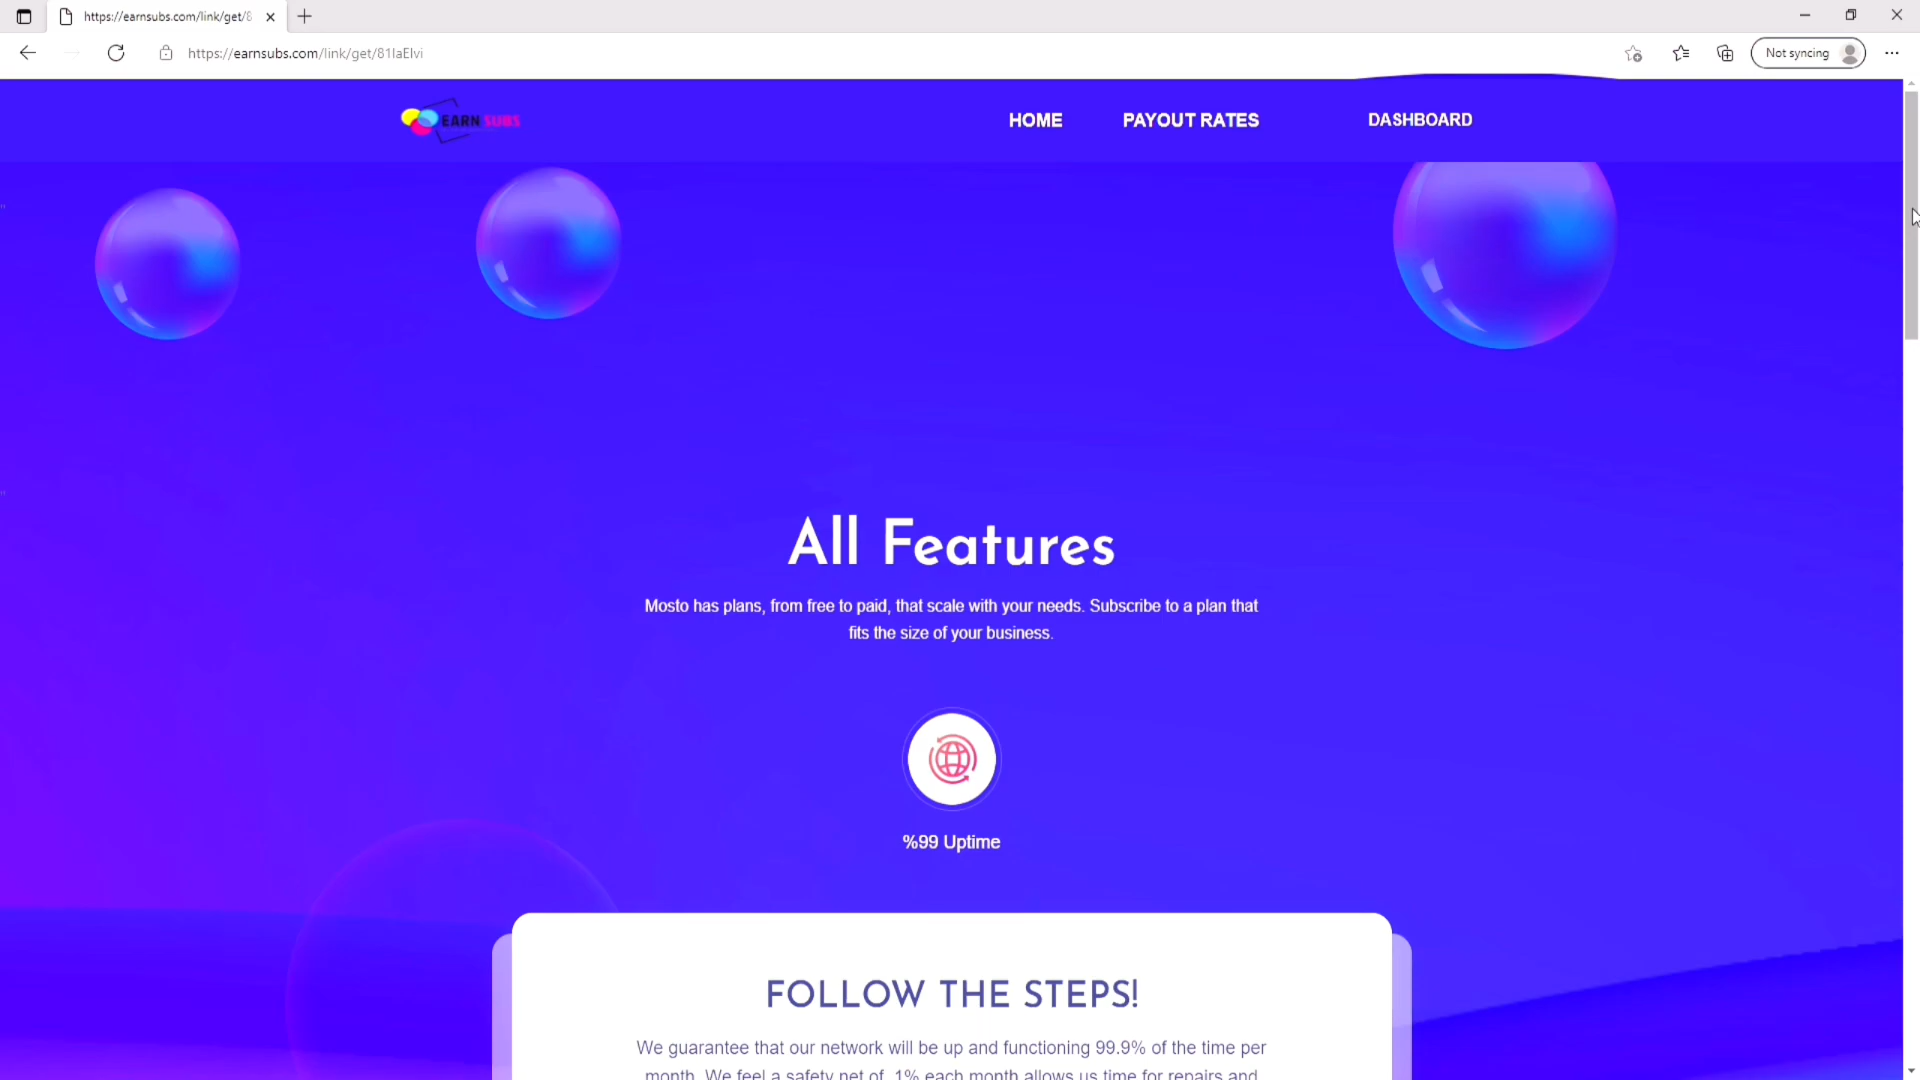 https://earnsubs.com/link/get/8
Not syncing
https://earnsubs.com/link/get/81IaEIvi
EARN SUBS
HOME
PAYOUT RATES
DASHBOARD
All Features
Mosto has plans, from free to paid, that scale with your needs. Subscribe to a plan that
fits the size of your business.
%99 Uptime
FOLLOW THE STEPS!
We guarantee that our network will be up and functioning 99.9% of the time per
month. We feel a safety net of .1% each month allows us time for repairs and